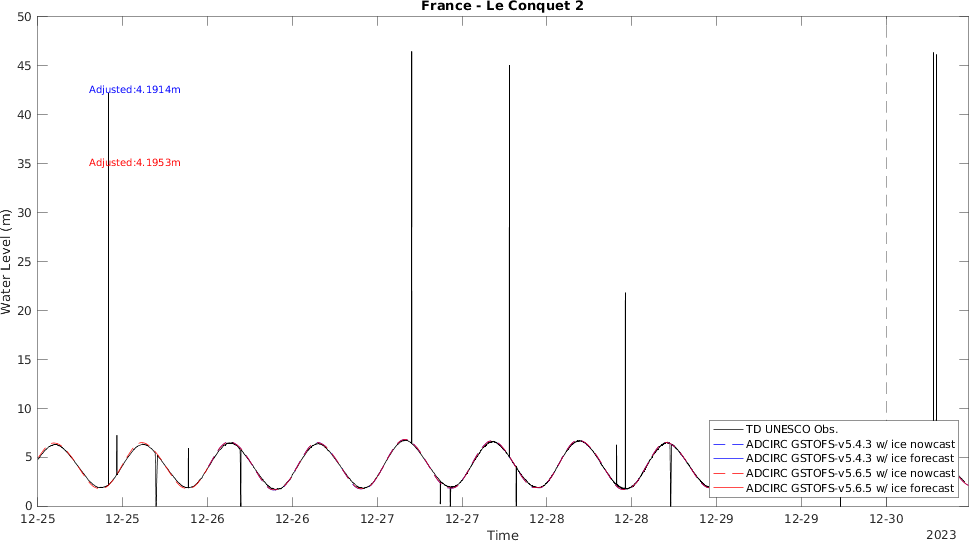 France - Le Conquet 2
50
45
40
35
30
25
20
15
10
5
0
Water Level (m)
Adjusted:4.1914m
Adjusted:4.1953m
TD UNESCO Obs.
ADCIRC GSTOFS-v5.4.3 w/ ice nowcast
ADCIRC GSTOFS-v5.4.3 w/ ice forecast
ADCIRC GSTOFS-v5.6.5 w/ ice nowcast
ADCIRC GSTOFS-v5.6.5 w/ ice forecast
12-25 12-25 12-26 12-26 12-27 12-27 12-28 12-28 12-29 12-29 12-30
Time
2023